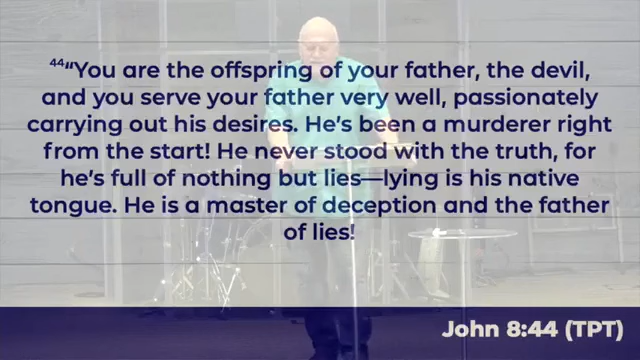 44“You are the offspring of your father, the devil,
and you serve your father very well, passionately
carrying out his desires. He’s been a murderer right
from the start! He never stood with the truth, for
he’s full of nothing but lies—lying is his native
tongue. He is a master of deception and the father
of lies!
John 8:44 (TPT)